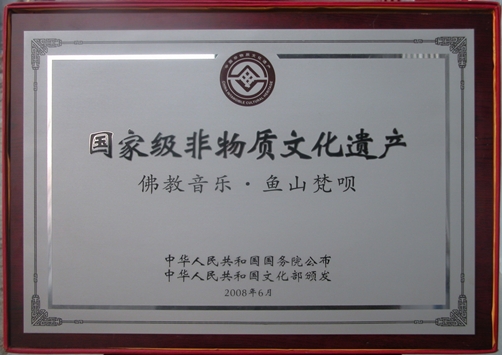 国家级非物质文化遗产
佛教音乐·鱼山梵呗
中华人民共和国国务院公布
中华人民共和国文化部颁发
2008年6月